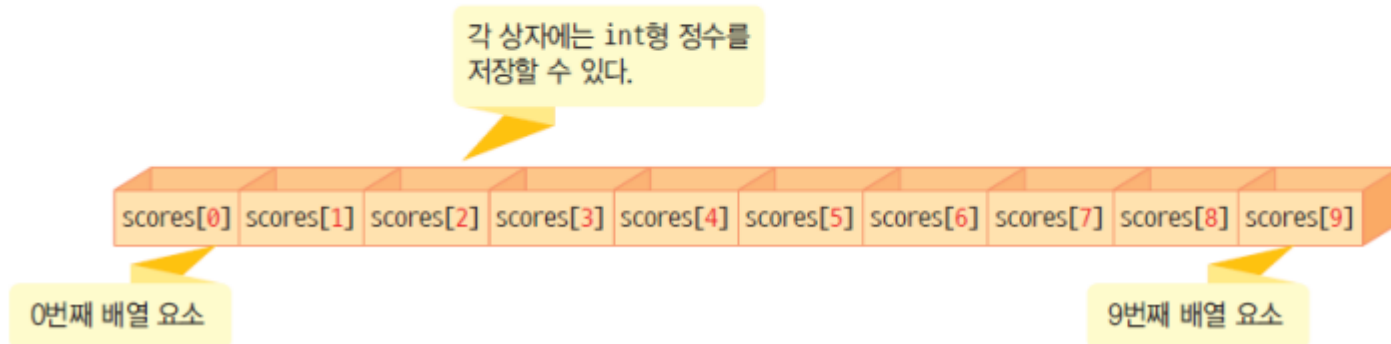 각 상자에는 int형 정수를
저장할 수 있다.
scores[0] scores[1] scores[2] scores[3] scores[4] scores[5] scores[6] scores[7] scores[8] scores[9]
0번째 배열 요소
9번째 배열 요소